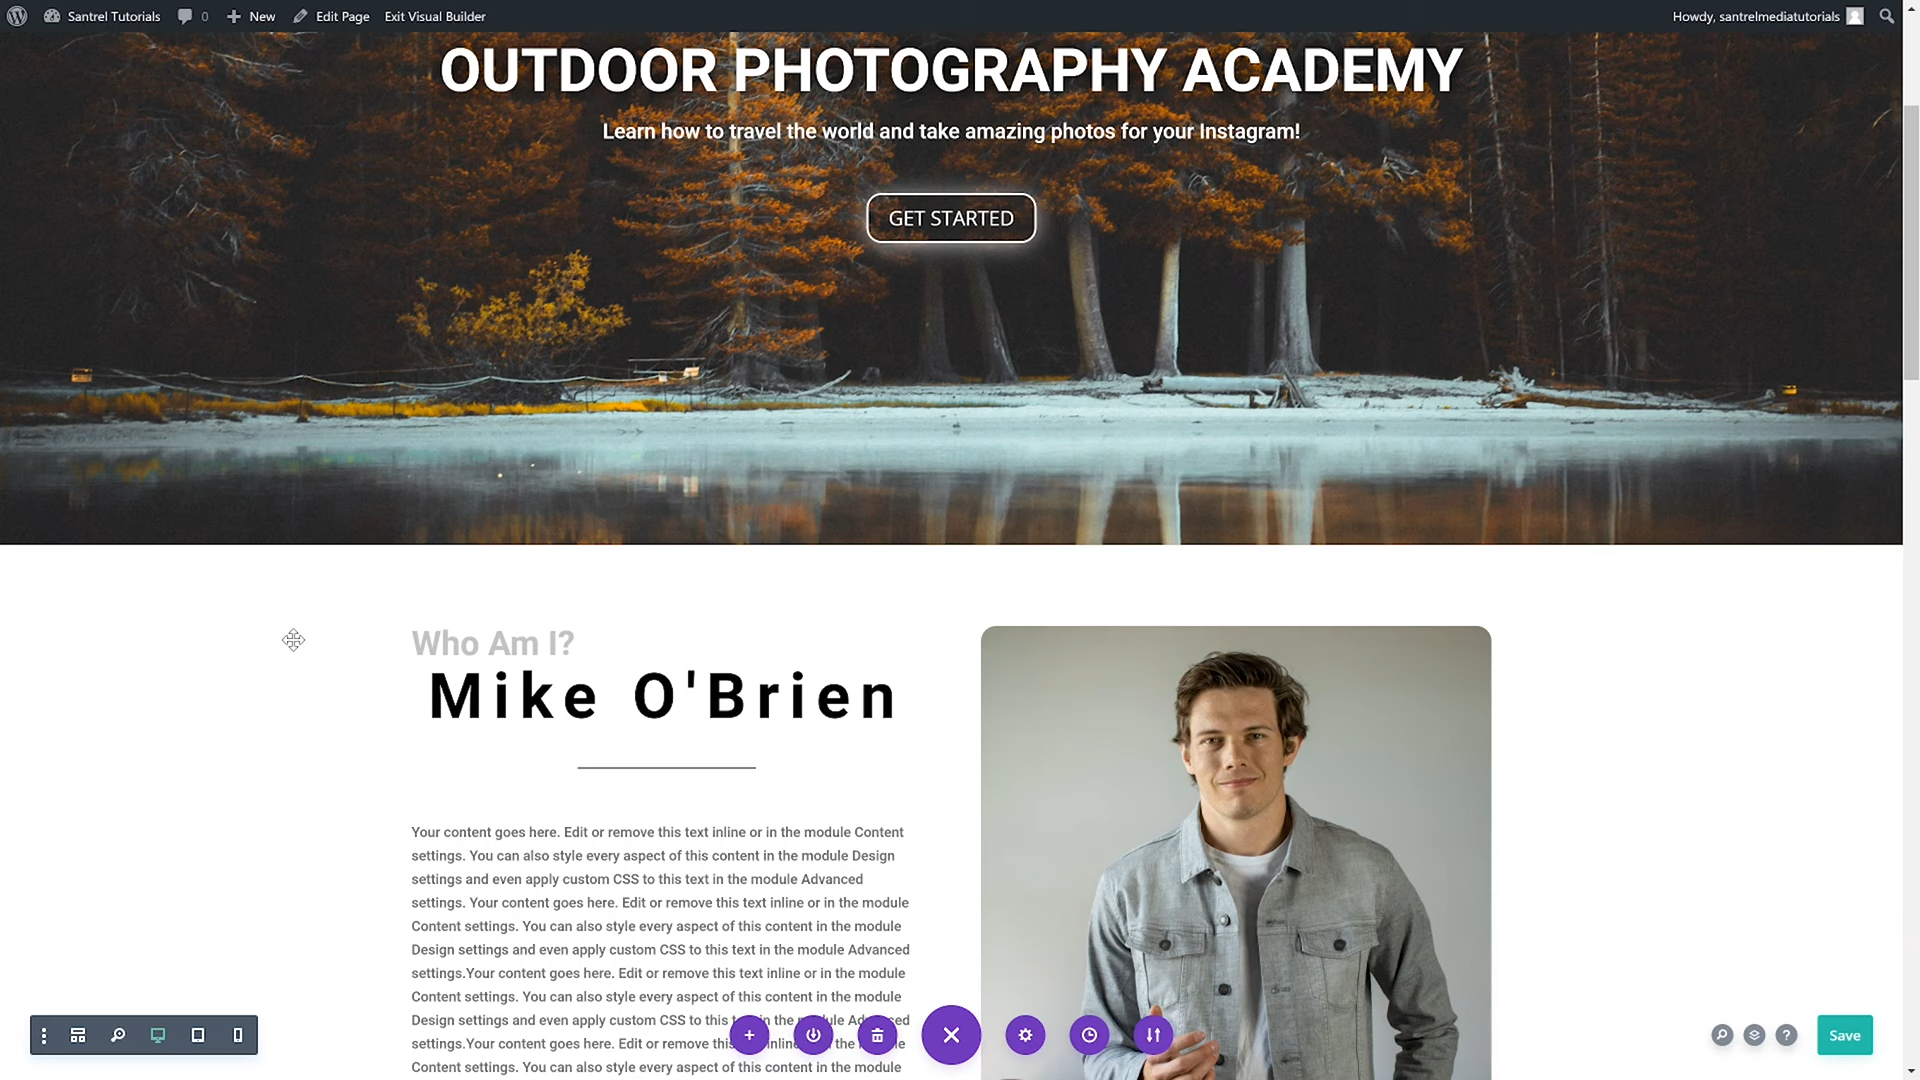 Santrel Tutorials 0 New Edit Page Exit Visual Builder Howdy, santrelmediatutorials
OUTDOOR PHOTOGRAPHY ACADEMY
Learn how to travel the world and take amazing photos for your Instagram!
GET STARTED
Who Am I?
Mike O'Brien
Your content goes here. Edit or remove this text inline or in the module Content
settings. You can also style every aspect of this content in the module Design
settings and even apply custom CSS to this text in the module Advanced
settings. Your content goes here. Edit or remove this text inline or in the module
Content settings. You can also style every aspect of this content in the module
Design settings and even apply custom CSS to this text in the module Advanced
settings.Your content goes here. Edit or remove this text inline or in the module
Content settings. You can also style every aspect of this content in the module
Design settings and even apply custom CSS to this in the module
settings.Your content goes here. Edit or remove this the
Content settings. You can also style every aspect of this content in the module
?
Save